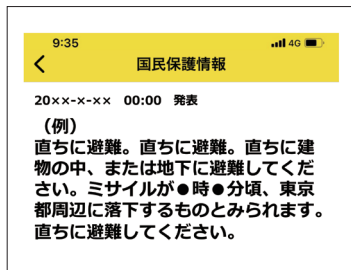 9:35 4G
国民保護情報
20××-×-×× 00:00 発表
（例）
直ちに避難。直ちに避難。直ちに建
物の中、または地下に避難してくだ
さい。ミサイルが●時●分頃、東京
都周辺に落下するものとみられます。
直ちに避難してください。